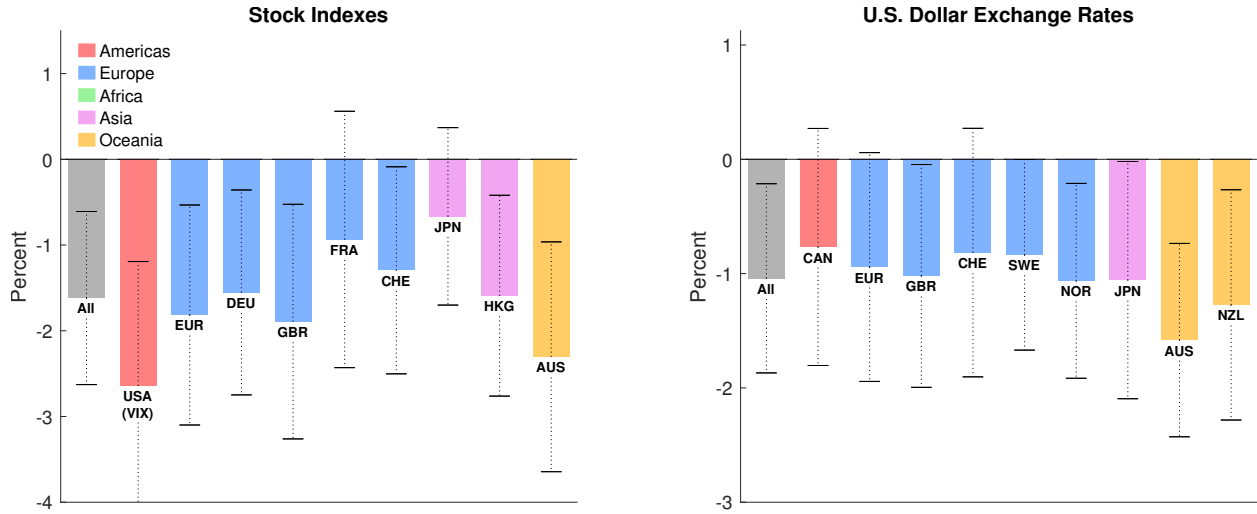 Stock Indexes
Americas
Europe
Africa
Asia
Oceania
Percent
1
0
-1
-2
-3
-4
All
USA
(VIX)
EUR
DEU
GBR
FRA
CHE
JPN
HKG
AUS
U.S. Dollar Exchange Rates
Percent
1
0
-1
-2
-3
All
CAN
EUR
GBR
CHE
SWE
NOR
JPN
AUS
NZL